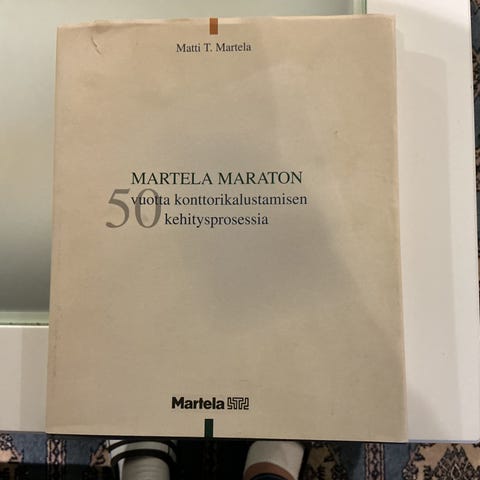 Matti T. Martela
MARTELA MARATON
50 vuotta konttorikalustamisen
kehitysprosessia
Martela